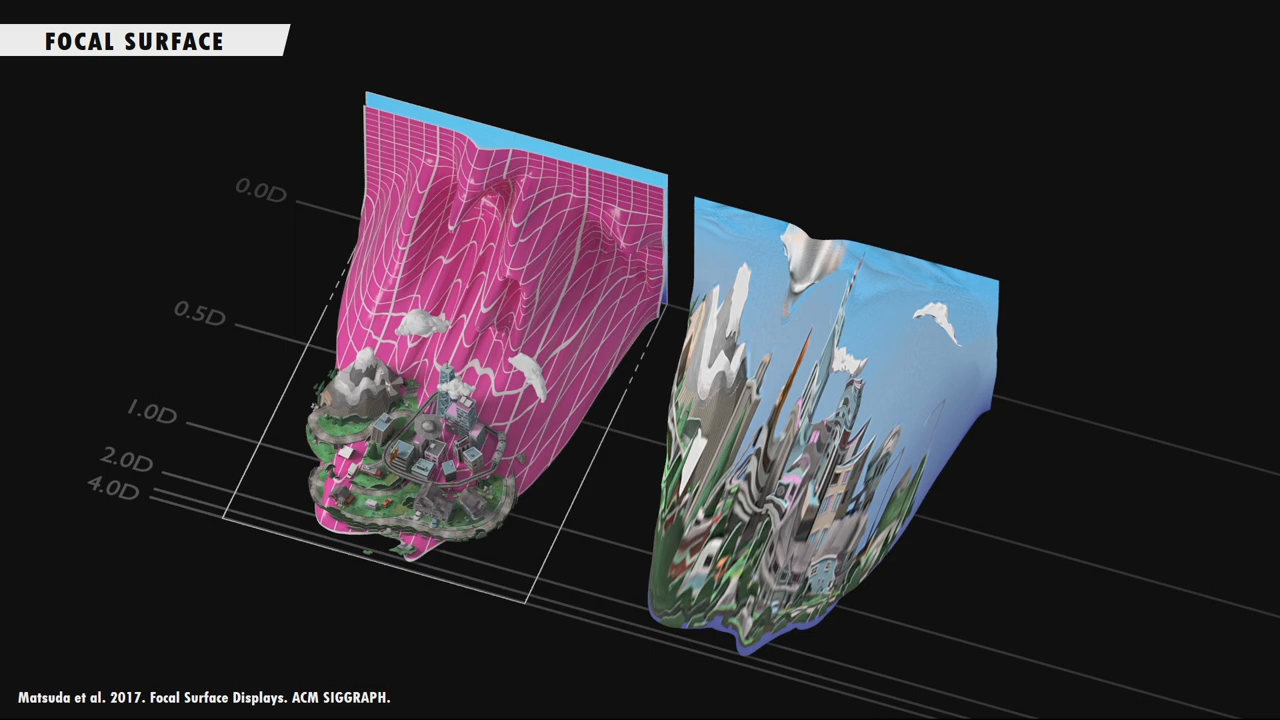 FOCAL SURFACE
0.0D
0.5D
1.0D
2.0D
4.0D
Matsuda et al. 2017. Focal Surface Displays. ACM SIGGRAPH.